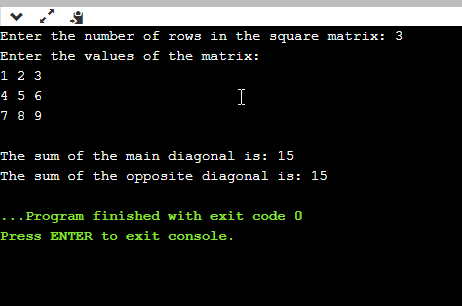 Enter the number of rows in the square matrix: 3
Enter the values of the matrix:
1 2 3
4 5 6
7 8 9
The sum of the main diagonal is: 15
The sum of the opposite diagonal is: 15
...Program finished with exit code 0
Press ENTER to exit console.